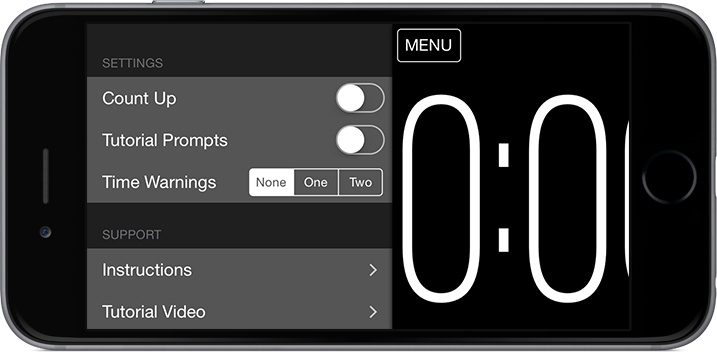 SETTINGS
Count Up
Tutorial Prompts
Time Warnings None One Two
SUPPORT
Instructions
Tutorial Video
MENU
0:0